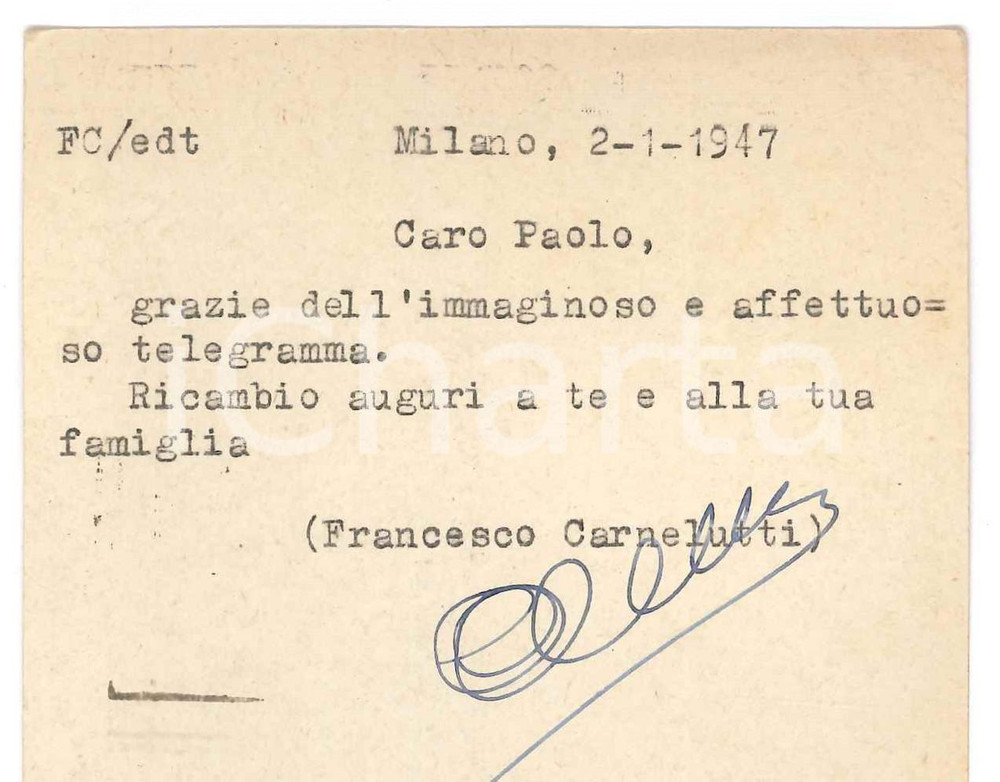 FC/edt Milano, 2-1-1947
Caro Paolo,
grazie dell'immaginoso e affettuo=
so telegramma.
Ricambio auguri a te e alla tua
famiglia
(Francesco Carnelutti)